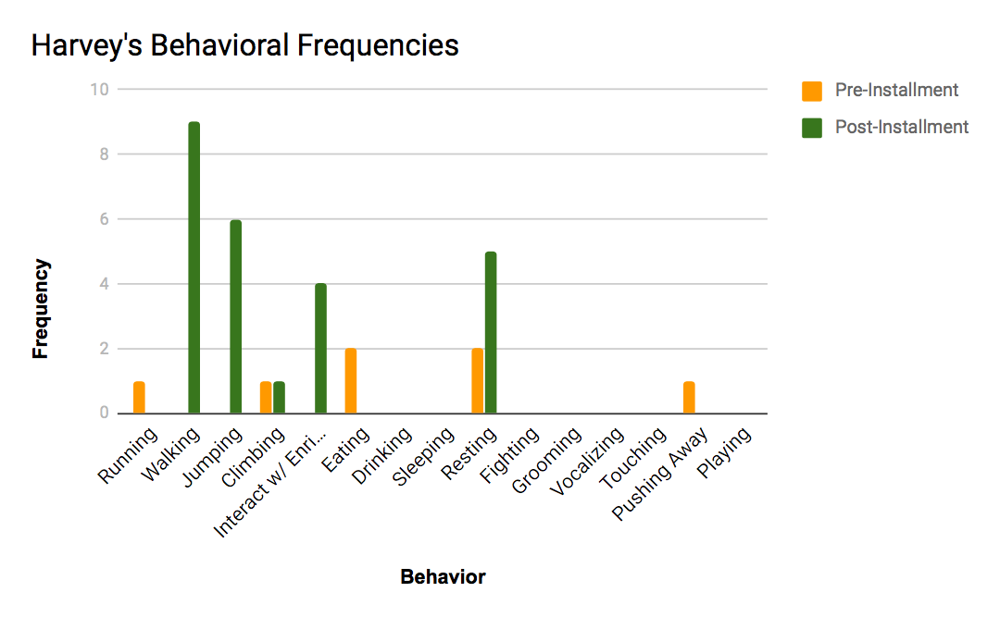 Harvey's Behavioral Frequencies
Pre-Installment
Post-Installment
Frequency
10
8
6
4
2
0
Running
Walking
Jumping
Climbing
Interact w/ Enri...
Eating
Drinking
Sleeping
Resting
Fighting
Grooming
Vocalizing
Touching
Pushing Away
Playing
Behavior